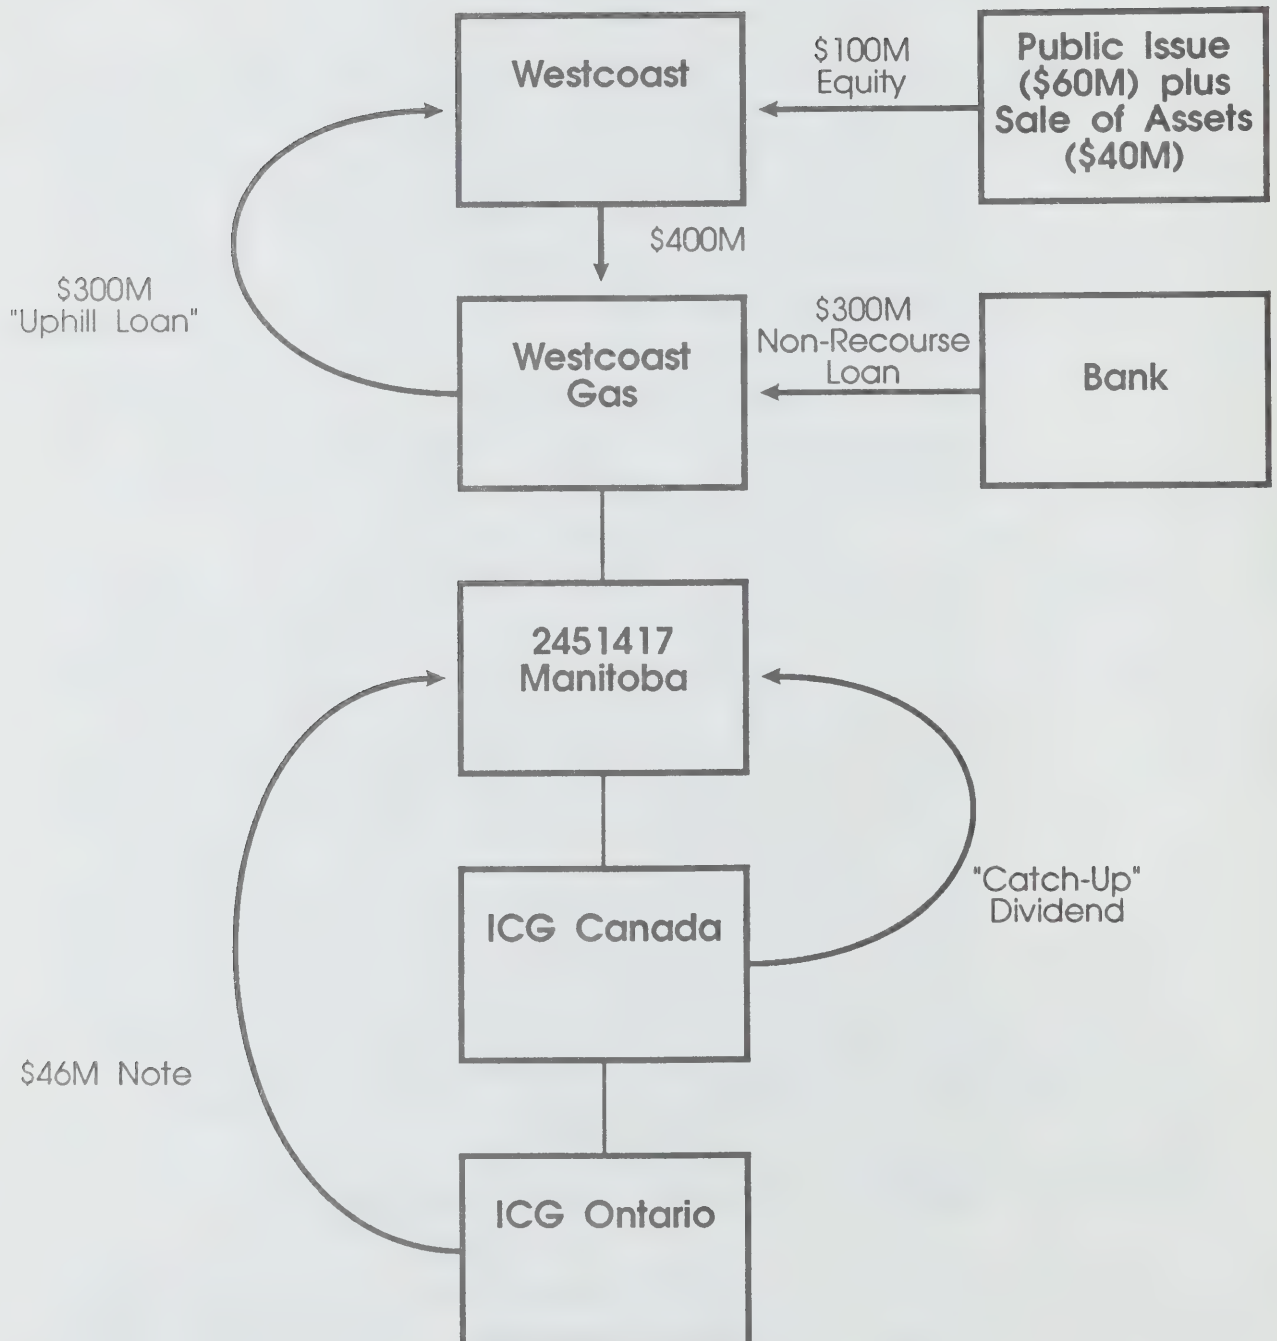 Westcoast
$100M
Equity
Public Issue
($60M) plus
Sale of Assets
($40M)
$400M
$300M
"Uphill Loan"
Westcoast
Gas
$300M
Non-Recourse
Loan
Bank
2451417
Manitoba
"Catch-Up"
Dividend
ICG Canada
$46M Note
ICG Ontario